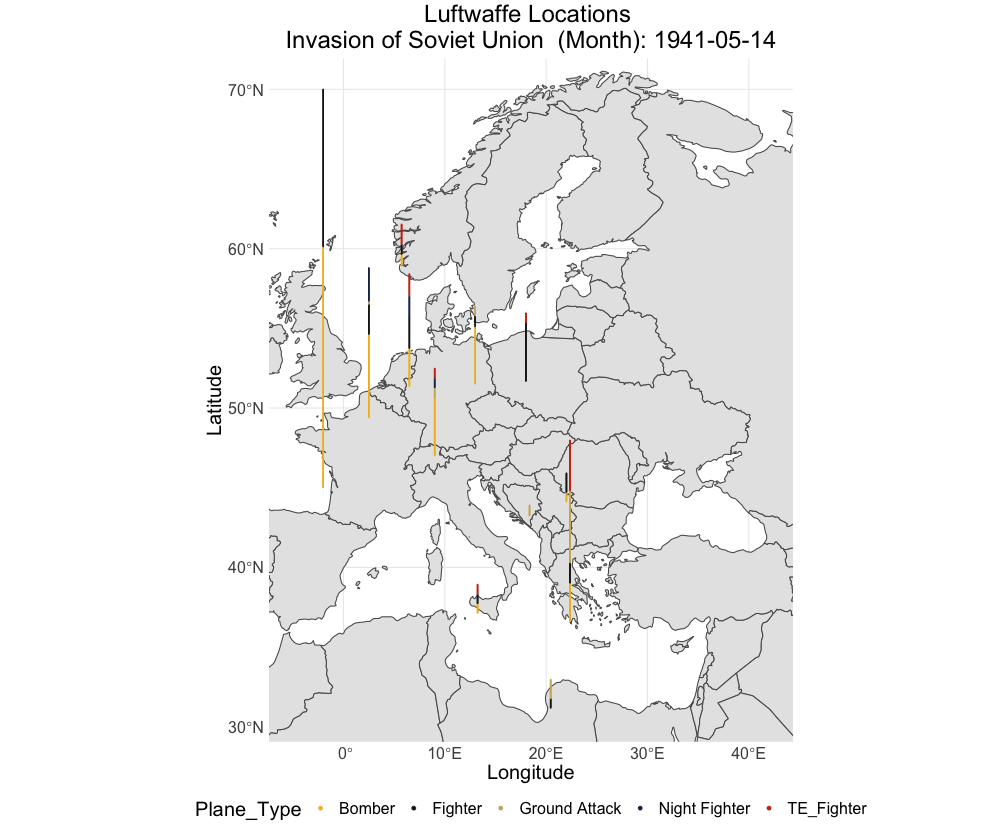 Luftwaffe Locations
Invasion of Soviet Union  (Month): 1941-05-14
70°N
60°N
50°N
40°N
30°N
Latitude
0°
10°E
20°E
30°E
40°E
Longitude
Plane_Type
Bomber
Fighter
Ground Attack
Night Fighter
TE_Fighter